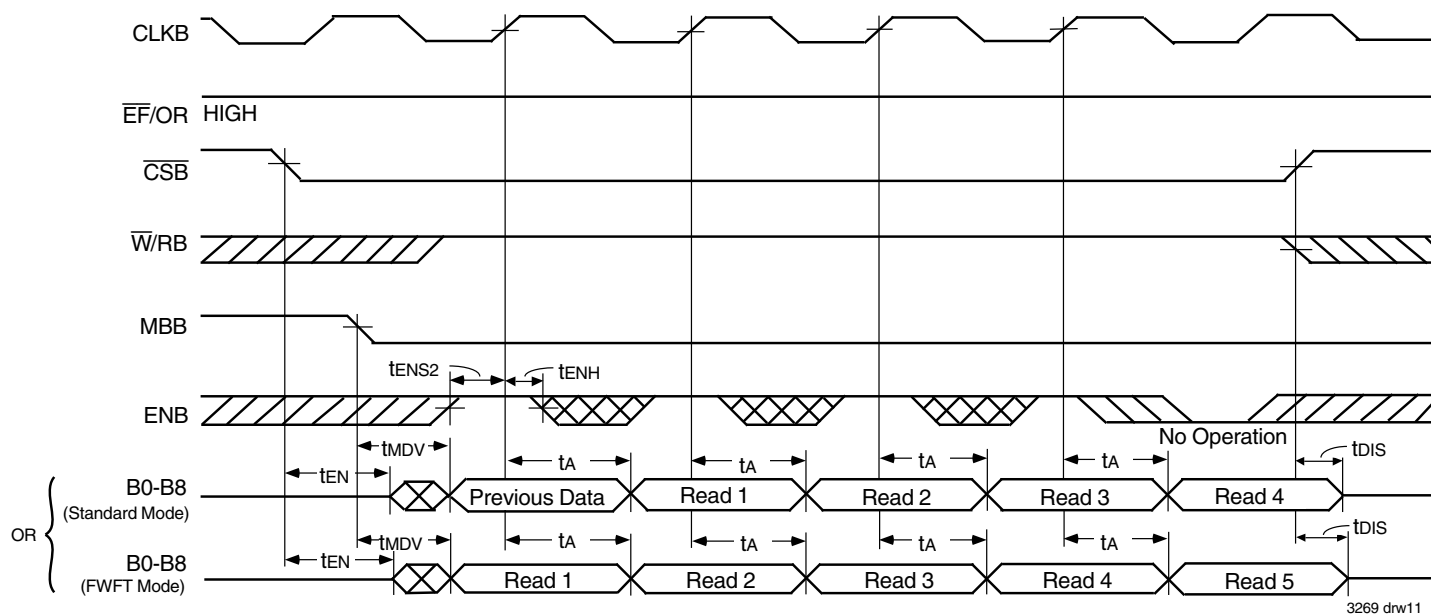 CLKB
EF/OR HIGH
CSB
W/RB
MBB
tENS2 tENH
ENB
No Operation
tMDV
tEN tA tA tA tA tDIS
B0-B8 Previous Data Read 1 Read 2 Read 3 Read 4
(Standard Mode)
OR
tMDV tDIS
tEN tA tA tA tA
B0-B8 Read 1 Read 2 Read 3 Read 4 Read 5
(FWFT Mode)
3269 drw11